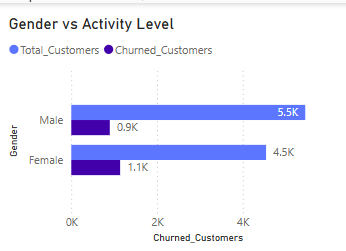 Gender vs Activity Level
Total_Customers Churned_Customers
Male
5.5K
0.9K
Female
4.5K
1.1K
Gender
0K 2K 4K
Churned_Customers